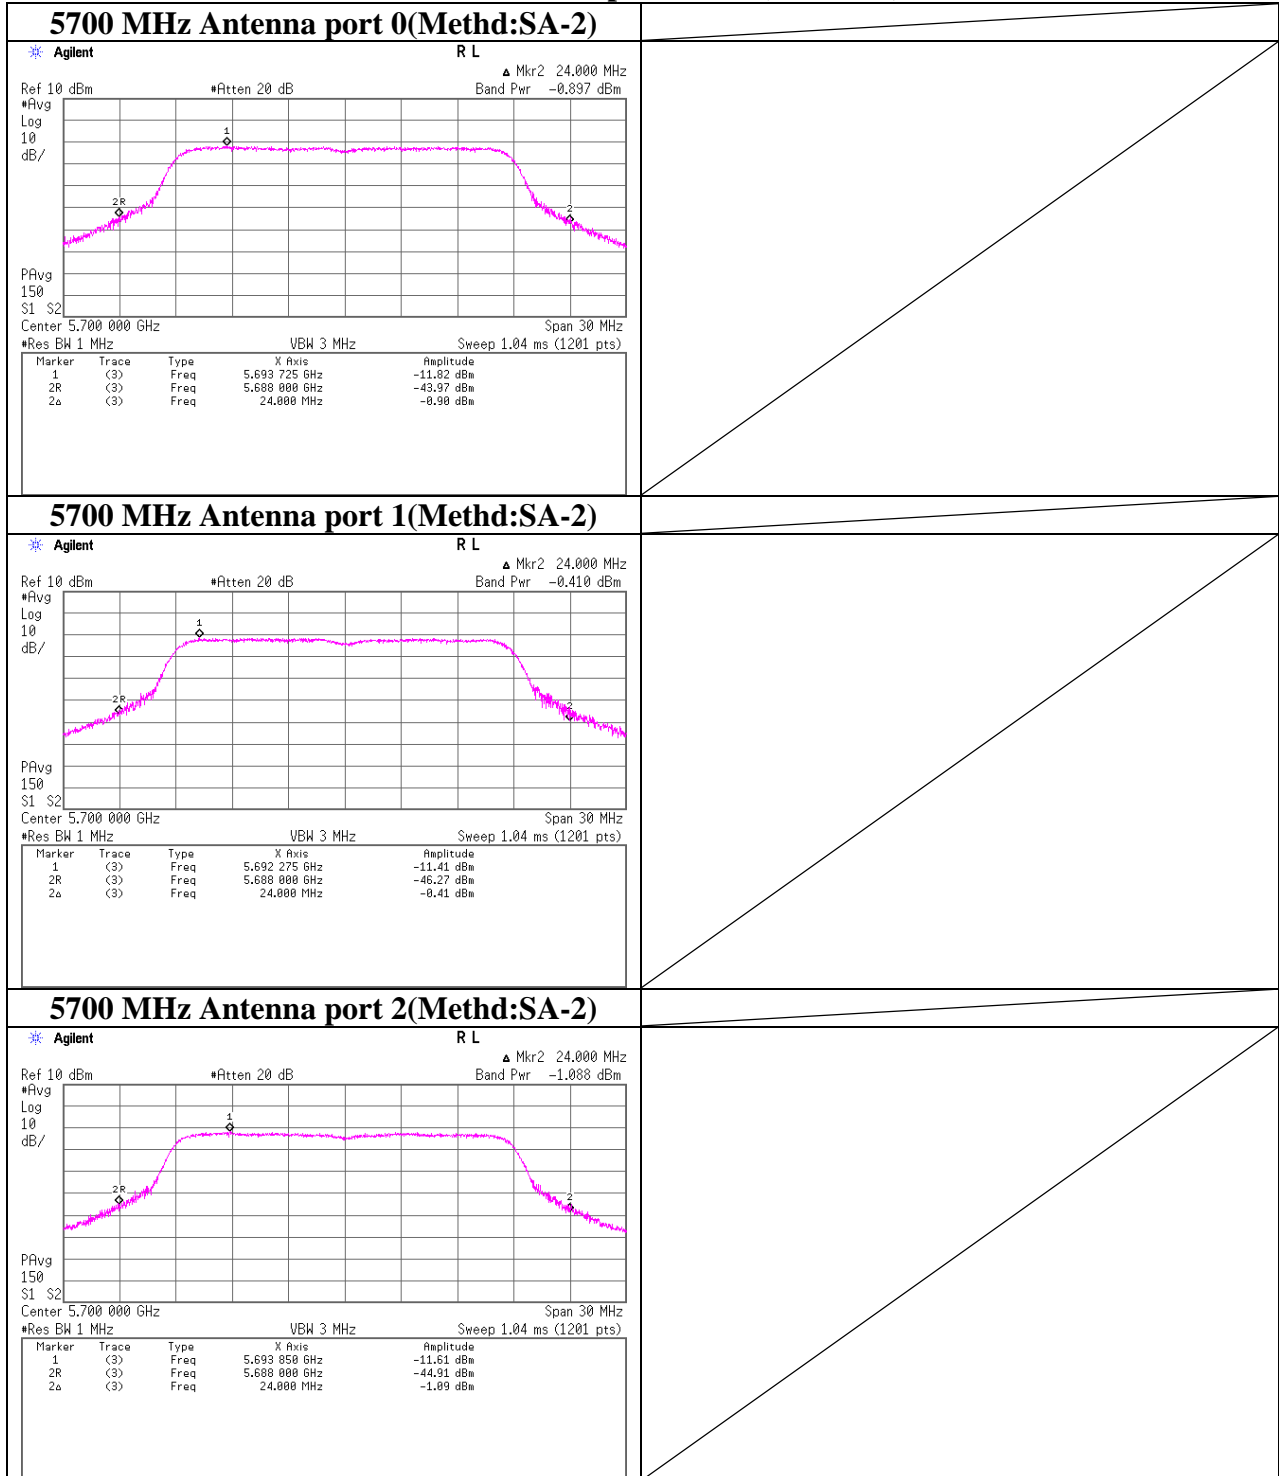 5700 MHz Antenna port 0(Methd:SA-2)
Agilent R L
Δ Mkr2 24.000 MHz
Ref 10 dBm #Atten 20 dB Band Pwr -0.897 dBm
#Avg
Log
10
dB/
1
2R
2
PAvg
150
S1 S2
Center 5.700 000 GHz Span 30 MHz
#Res BW 1 MHz VBW 3 MHz Sweep 1.04 ms (1201 pts)
Marker Trace Type X Axis Amplitude
1 (3) Freq 5.693 725 GHz -11.82 dBm
2R (3) Freq 5.688 000 GHz -43.97 dBm
2Δ (3) Freq 24.000 MHz -0.90 dBm
5700 MHz Antenna port 1(Methd:SA-2)
Agilent R L
Δ Mkr2 24.000 MHz
Ref 10 dBm #Atten 20 dB Band Pwr -0.410 dBm
#Avg
Log
10
dB/
1
2R
2
PAvg
150
S1 S2
Center 5.700 000 GHz Span 30 MHz
#Res BW 1 MHz VBW 3 MHz Sweep 1.04 ms (1201 pts)
Marker Trace Type X Axis Amplitude
1 (3) Freq 5.692 275 GHz -11.41 dBm
2R (3) Freq 5.688 000 GHz -46.27 dBm
2Δ (3) Freq 24.000 MHz -0.41 dBm
5700 MHz Antenna port 2(Methd:SA-2)
Agilent R L
Δ Mkr2 24.000 MHz
Ref 10 dBm #Atten 20 dB Band Pwr -1.088 dBm
#Avg
Log
10
dB/
1
2R
2
PAvg
150
S1 S2
Center 5.700 000 GHz Span 30 MHz
#Res BW 1 MHz VBW 3 MHz Sweep 1.04 ms (1201 pts)
Marker Trace Type X Axis Amplitude
1 (3) Freq 5.693 850 GHz -11.61 dBm
2R (3) Freq 5.688 000 GHz -44.91 dBm
2Δ (3) Freq 24.000 MHz -1.09 dBm